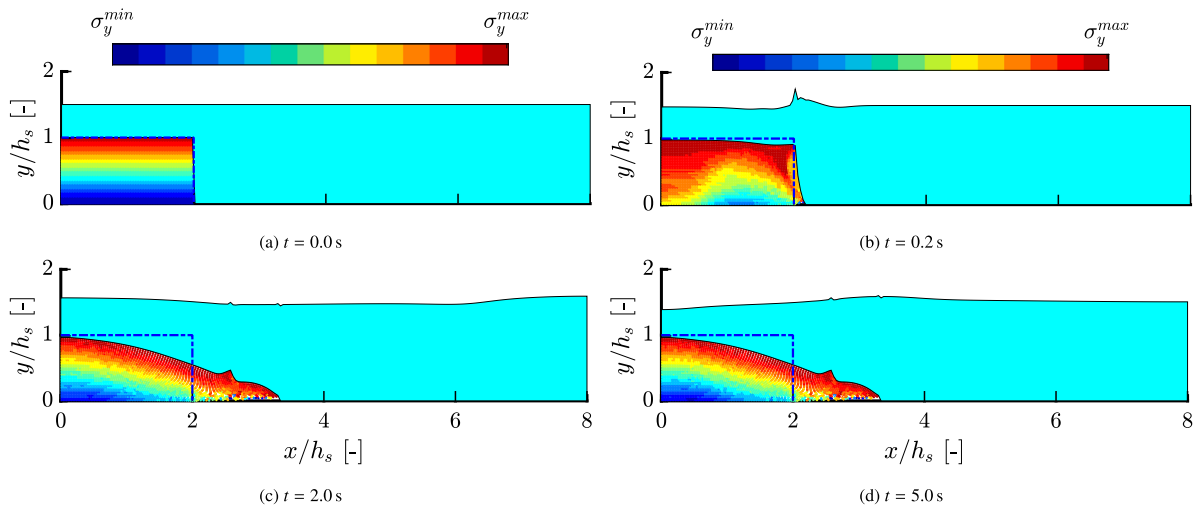 σ_y^{min} σ_y^{max}
2
1
0
y/h_s [-]
(a) t = 0.0 s
σ_y^{min} σ_y^{max}
2
1
0
y/h_s [-]
(b) t = 0.2 s
2
1
0
y/h_s [-]
0 2 4 6 8
x/h_s [-]
(c) t = 2.0 s
2
1
0
y/h_s [-]
0 2 4 6 8
x/h_s [-]
(d) t = 5.0 s